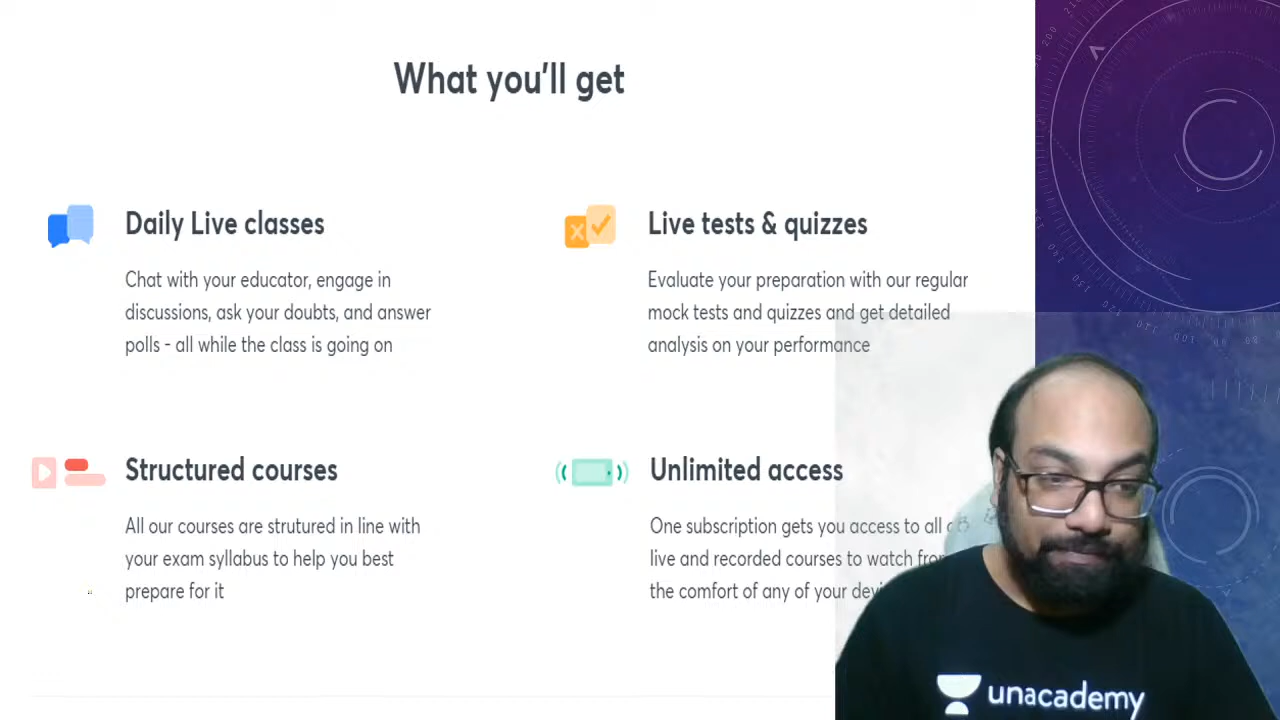 What you'll get
Daily Live classes
Chat with your educator, engage in
discussions, ask your doubts, and answer
polls - all while the class is going on
Live tests & quizzes
Evaluate your preparation with our regular
mock tests and quizzes and get detailed
analysis on your performance
Structured courses
All our courses are strutured in line with
your exam syllabus to help you best
prepare for it
Unlimited access
One subscription gets you access to all
live and recorded courses to watch
the comfort of any of your
unacademy